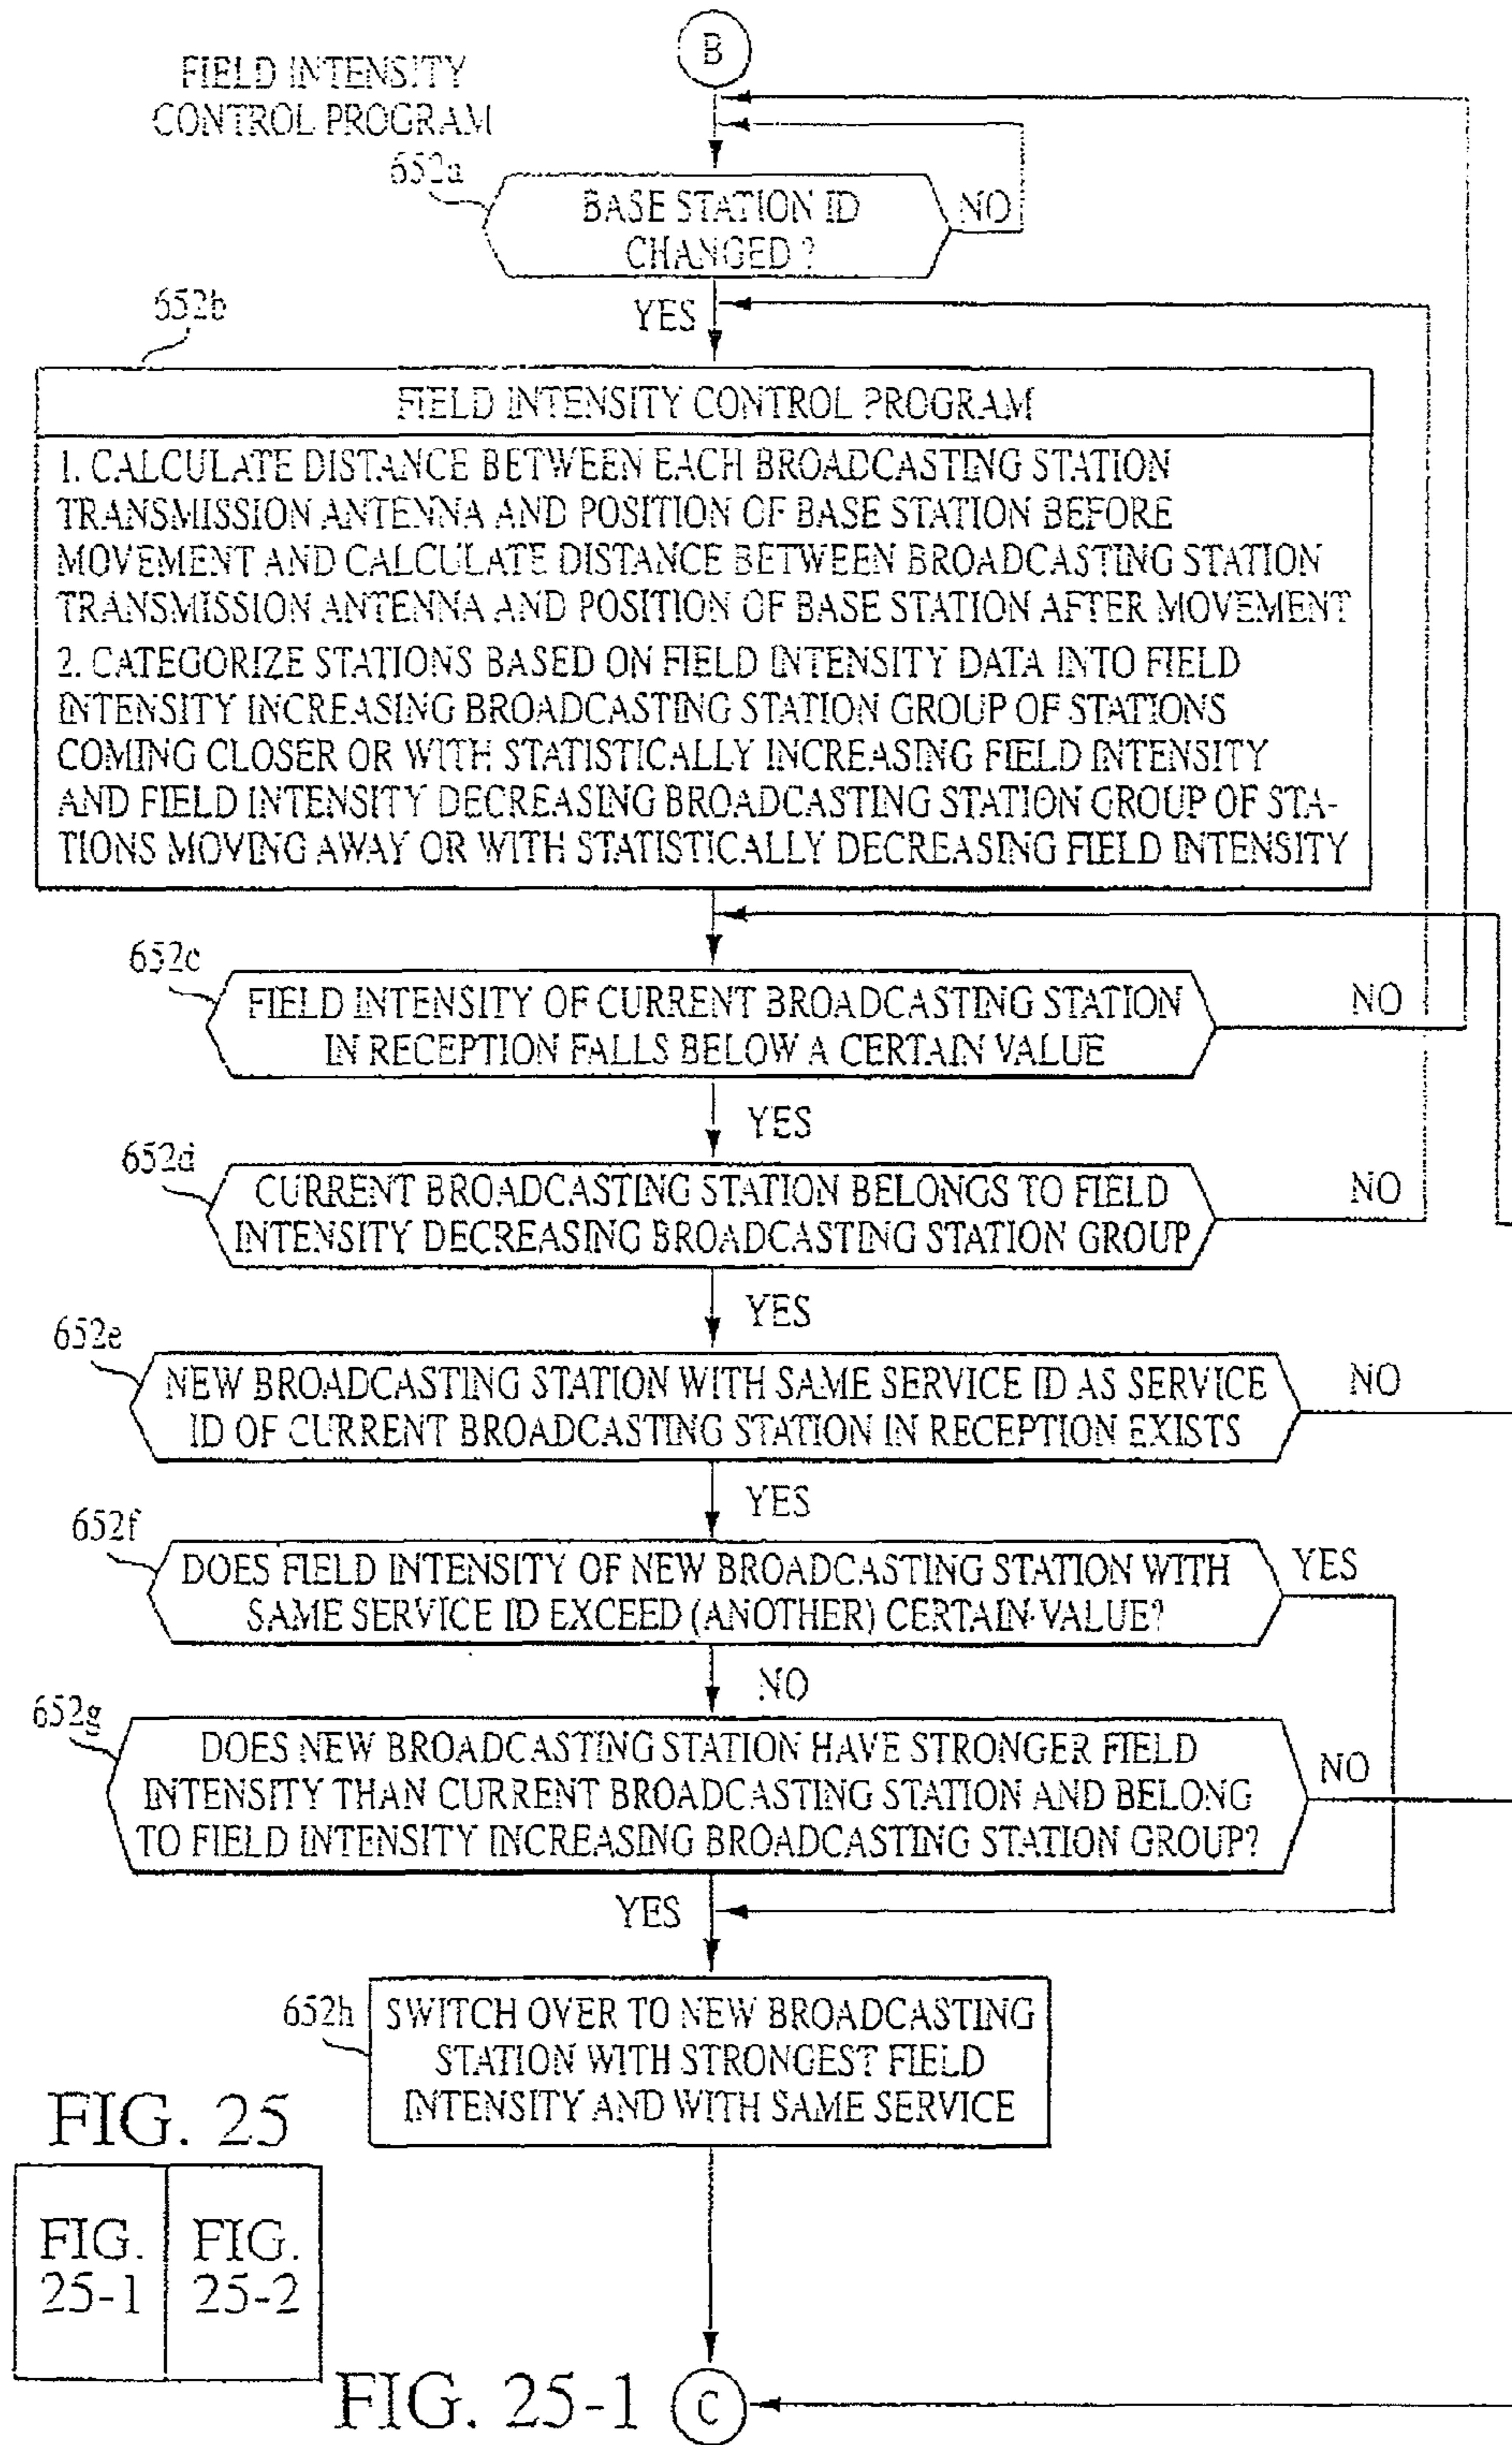 B
FIELD INTENSITY
CONTROL PROGRAM
652a
BASE STATION ID
CHANGED ?
NO
YES
652b
FIELD INTENSITY CONTROL PROGRAM
1. CALCULATE DISTANCE BETWEEN EACH BROADCASTING STATION
TRANSMISSION ANTENNA AND POSITION OF BASE STATION BEFORE
MOVEMENT AND CALCULATE DISTANCE BETWEEN BROADCASTING STATION
TRANSMISSION ANTENNA AND POSITION OF BASE STATION AFTER MOVEMENT
2. CATEGORIZE STATIONS BASED ON FIELD INTENSITY DATA INTO FIELD
INTENSITY INCREASING BROADCASTING STATION GROUP OF STATIONS
COMING CLOSER OR WITH STATISTICALLY INCREASING FIELD INTENSITY
AND FIELD INTENSITY DECREASING BROADCASTING STATION GROUP OF STA-
TIONS MOVING AWAY OR WITH STATISTICALLY DECREASING FIELD INTENSITY
652c
FIELD INTENSITY OF CURRENT BROADCASTING STATION
IN RECEPTION FALLS BELOW A CERTAIN VALUE
NO
YES
652d
CURRENT BROADCASTING STATION BELONGS TO FIELD
INTENSITY DECREASING BROADCASTING STATION GROUP
NO
YES
652e
NEW BROADCASTING STATION WITH SAME SERVICE ID AS SERVICE
ID OF CURRENT BROADCASTING STATION IN RECEPTION EXISTS
NO
YES
652f
DOES FIELD INTENSITY OF NEW BROADCASTING STATION WITH
SAME SERVICE ID EXCEED (ANOTHER) CERTAIN VALUE?
YES
NO
652g
DOES NEW BROADCASTING STATION HAVE STRONGER FIELD
INTENSITY THAN CURRENT BROADCASTING STATION AND BELONG
TO FIELD INTENSITY INCREASING BROADCASTING STATION GROUP?
NO
YES
652h
SWITCH OVER TO NEW BROADCASTING
STATION WITH STRONGEST FIELD
INTENSITY AND WITH SAME SERVICE
FIG. 25
FIG.
25-1
FIG.
25-2
FIG. 25-1
C